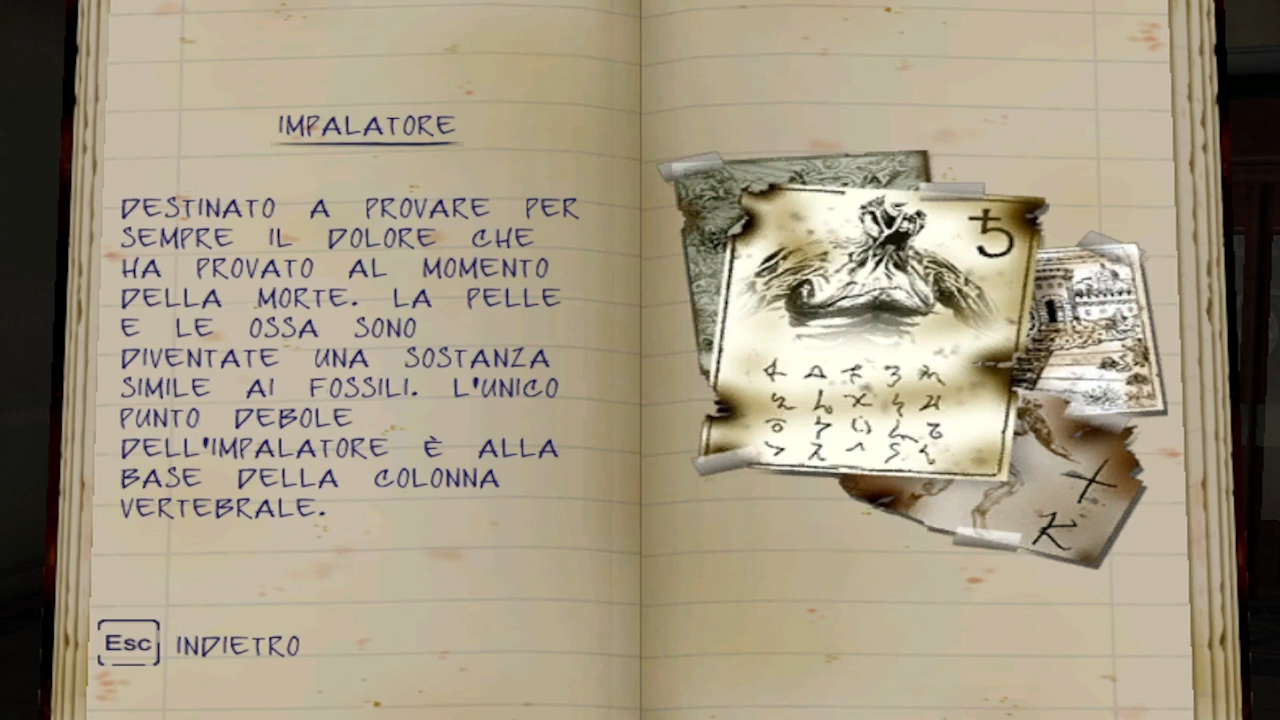 IMPALATORE
DESTINATO A PROVARE PER
SEMPRE IL DOLORE CHE
HA PROVATO AL MOMENTO
DELLA MORTE. LA PELLE
E LE OSSA SONO
DIVENTATE UNA SOSTANZA
SIMILE AI FOSSILI. L'UNICO
PUNTO DEBOLE
DELL'IMPALATORE È ALLA
BASE DELLA COLONNA
VERTEBRALE.
Esc INDIETRO